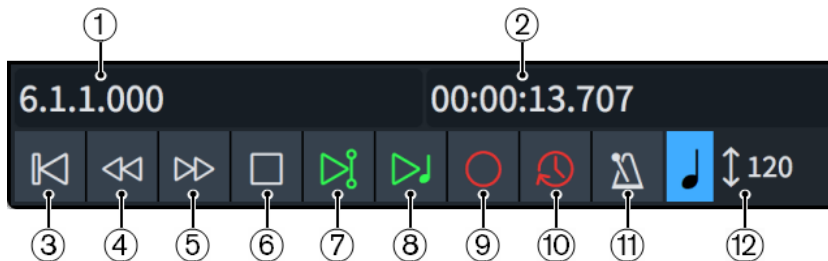 ① ②
6.1.1.000 00:00:13.707
120
③ ④ ⑤ ⑥ ⑦ ⑧ ⑨ ⑩ ⑪ ⑫